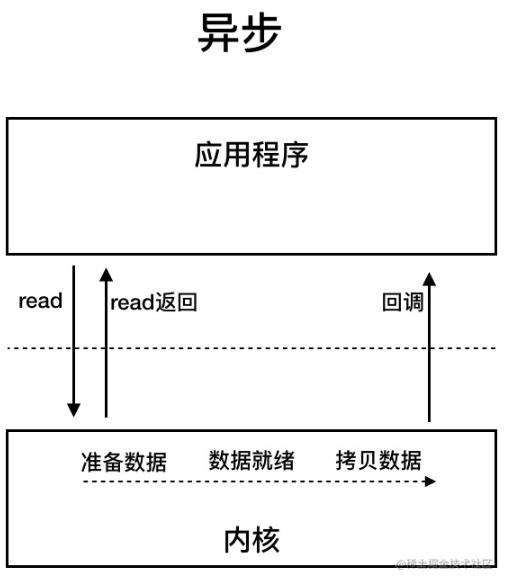 异步
应用程序
read read返回 回调
准备数据 数据就绪 拷贝数据
内核
@稀土掘金技术社区